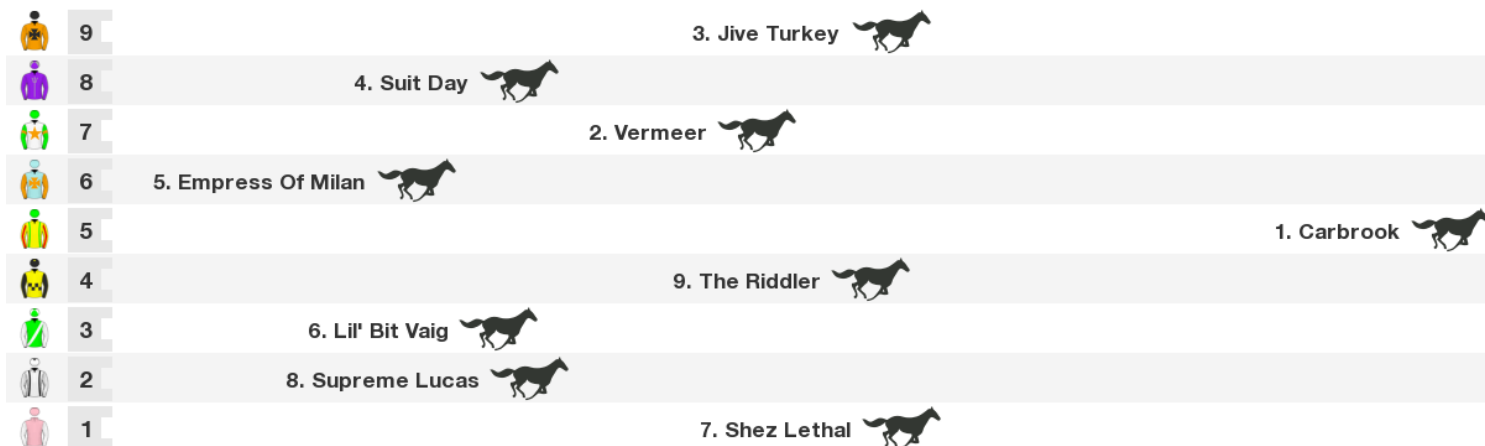 9 3. Jive Turkey
8 4. Suit Day
7 2. Vermeer
6 5. Empress Of Milan
5 1. Carbrook
4 9. The Riddler
3 6. Lil' Bit Vaig
2 8. Supreme Lucas
1 7. Shez Lethal